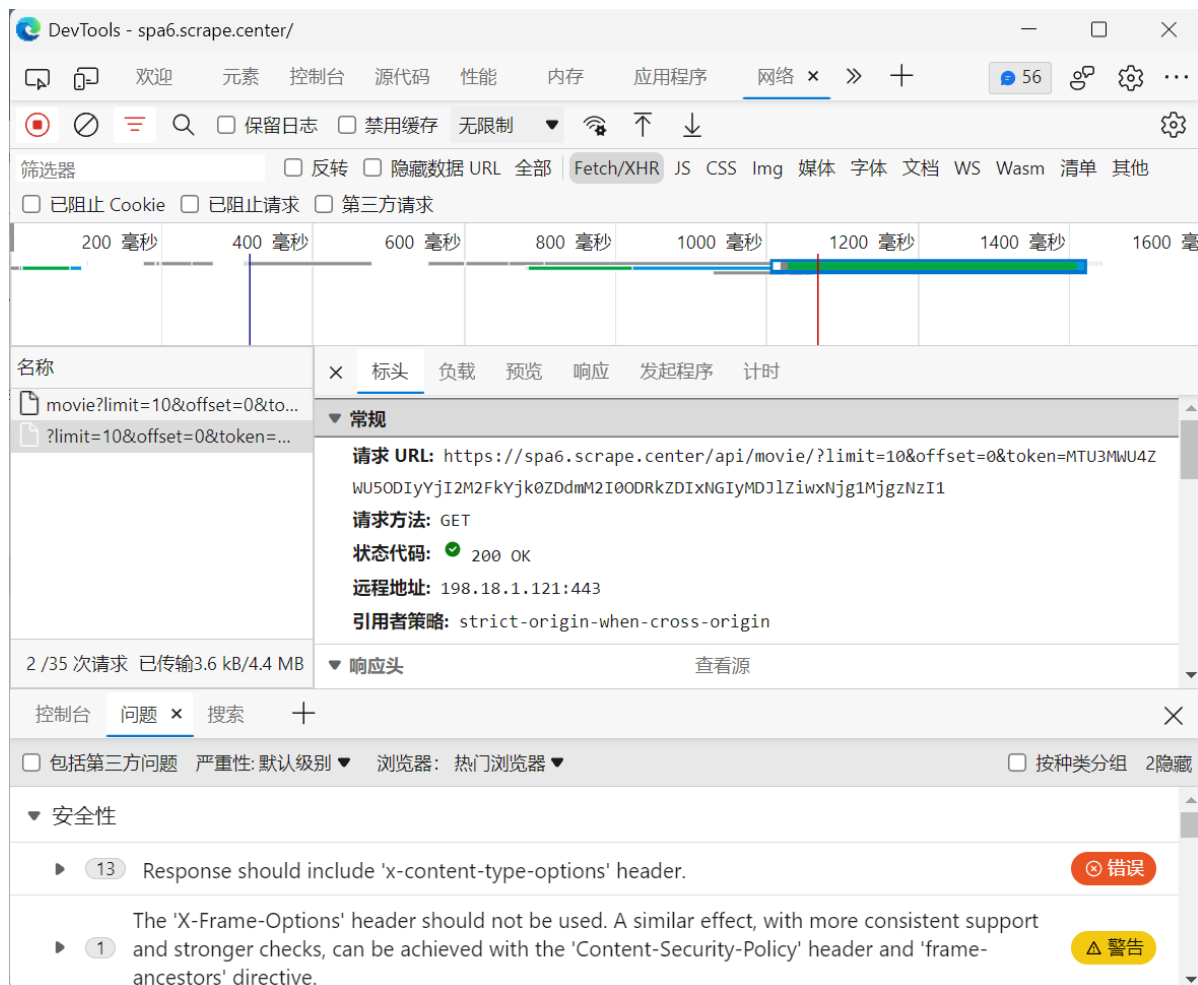 DevTools - spa6.scrape.center/
欢迎 元素 控制台 源代码 性能 内存 应用程序 网络 56
保留日志 禁用缓存 无限制
筛选器 反转 隐藏数据 URL 全部 Fetch/XHR JS CSS Img 媒体 字体 文档 WS Wasm 清单 其他
已阻止 Cookie 已阻止请求 第三方请求
200 毫秒 400 毫秒 600 毫秒 800 毫秒 1000 毫秒 1200 毫秒 1400 毫秒 1600 毫
名称
movie?limit=10&offset=0&to...
?limit=10&offset=0&token=...
2 /35 次请求 已传输3.6 kB/4.4 MB
标头 负载 预览 响应 发起程序 计时
常规
请求 URL: https://spa6.scrape.center/api/movie/?limit=10&offset=0&token=MTU3MWU4Z
WU5ODIyYjI2M2FkYjk0ZDdmM2I0ODRkZDIxNGIyMDJlZiwxNjg1MjgzNzI1
请求方法: GET
状态代码: 200 OK
远程地址: 198.18.1.121:443
引用者策略: strict-origin-when-cross-origin
响应头 查看源
控制台 问题 搜索
包括第三方问题 严重性: 默认级别 浏览器: 热门浏览器 按种类分组 2隐藏
安全性
13 Response should include 'x-content-type-options' header. 错误
The 'X-Frame-Options' header should not be used. A similar effect, with more consistent support
1 and stronger checks, can be achieved with the 'Content-Security-Policy' header and 'frame- 警告
ancestors' directive.